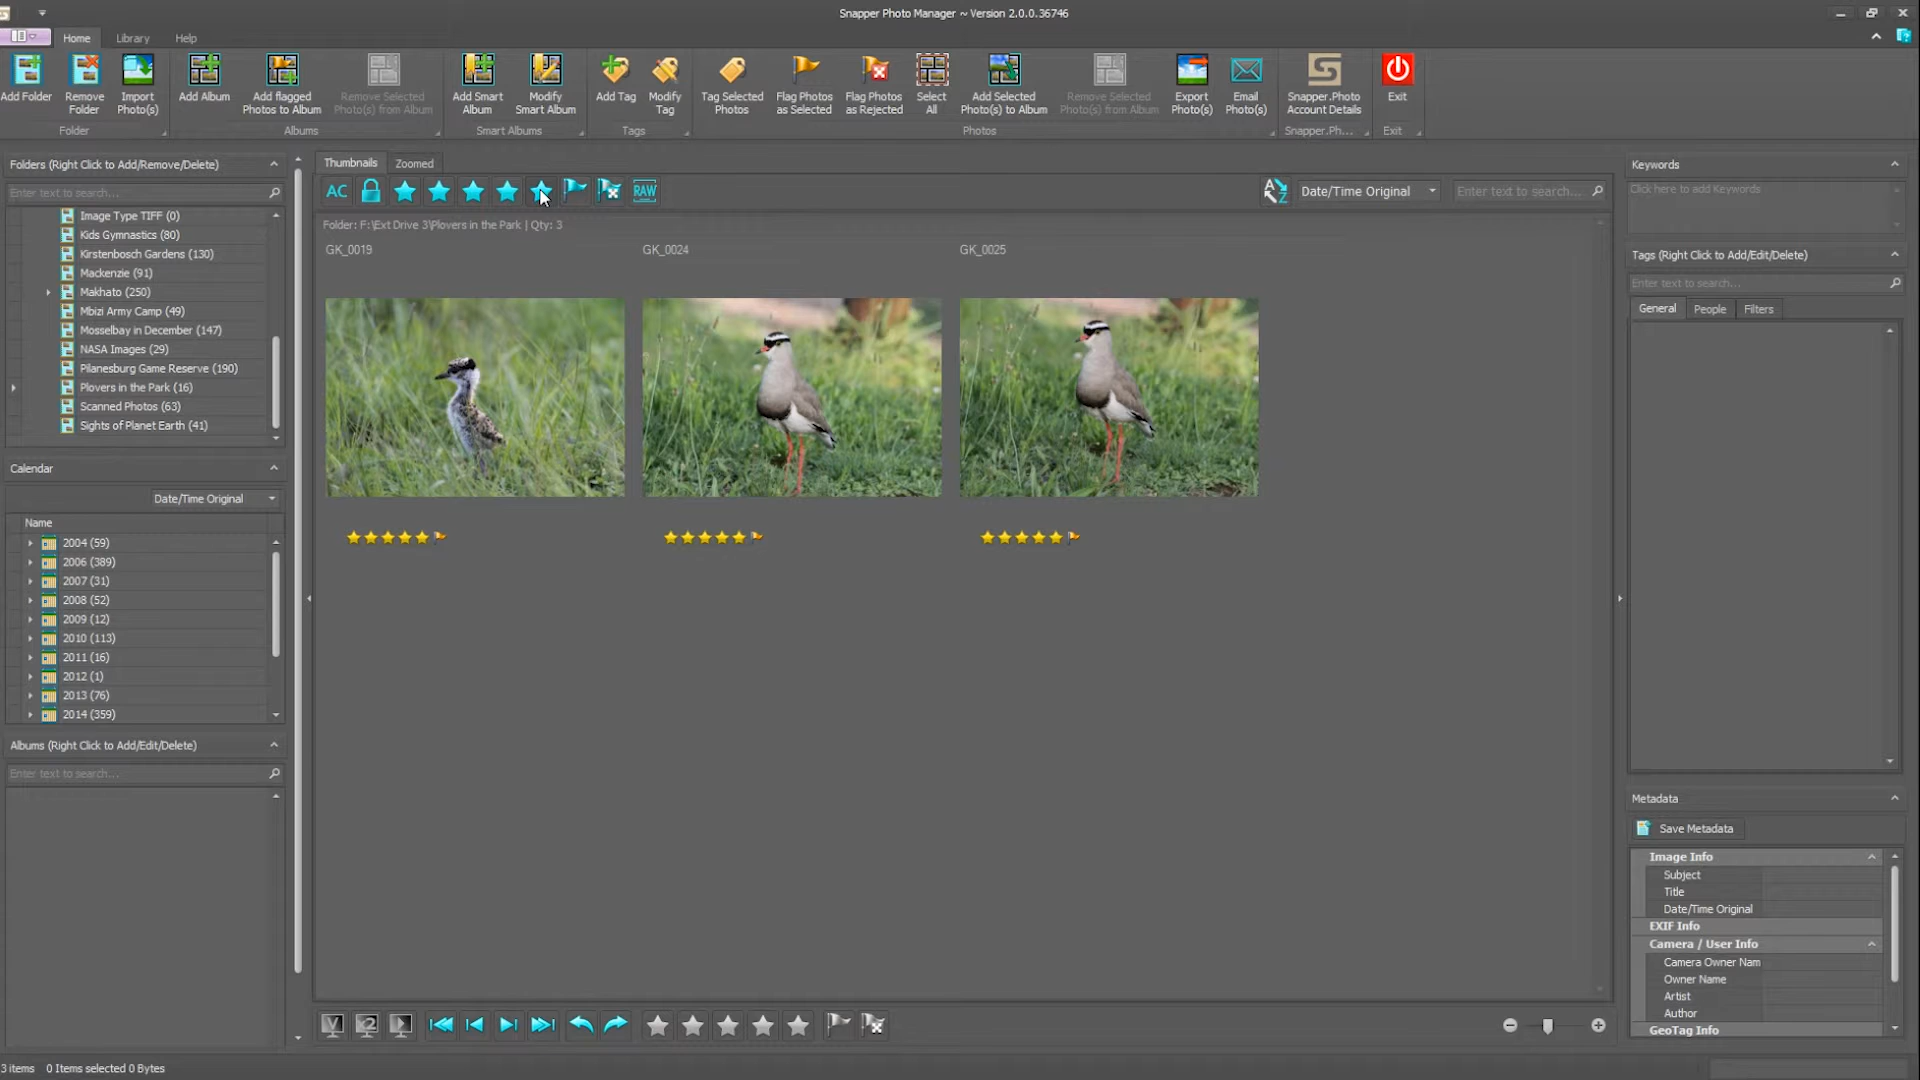 Snapper Photo Manager ~ Version 2.0.0.36746
Home Library Help
Add Folder
Remove Folder
Import Photo(s)
Add Album
Add flagged Photos to Album
Remove Selected Photo(s) from Album
Add Smart Album
Modify Smart Album
Add Tag
Modify Tag
Tag Selected Photos
Flag Photos as Selected
Flag Photos as Rejected
Select All
Add Selected Photo(s) to Album
Remove Selected Photo(s) from Album
Export Photo(s)
Email Photo(s)
Snapper.Photo Account Details
Exit
Folder Albums Smart Albums Tags Photos Snapper.Ph... Exit
Folders (Right Click to Add/Remove/Delete)
Enter text to search...
Image Type TIFF (0)
Kids Gymnastics (80)
Kirstenbosch Gardens (130)
Mackenzie (91)
Makhato (250)
Mbizi Army Camp (49)
Mosselbay in December (147)
NASA Images (29)
Pilanesburg Game Reserve (190)
Plovers in the Park (16)
Scanned Photos (63)
Sights of Planet Earth (41)
Calendar
Date/Time Original
Name
2004 (59)
2006 (389)
2007 (31)
2008 (52)
2009 (12)
2010 (113)
2011 (16)
2012 (1)
2013 (76)
2014 (359)
Albums (Right Click to Add/Edit/Delete)
Enter text to search...
Thumbnails Zoomed
AC RAW
Date/Time Original
Enter text to search...
Folder: F:\Ext Drive 3\Plovers in the Park | Qty: 3
GK_0019 GK_0024 GK_0025
Keywords
Click here to add Keywords
Tags (Right Click to Add/Edit/Delete)
Enter text to search...
General People Filters
Metadata
Save Metadata
Image Info
Subject
Title
Date/Time Original
EXIF Info
Camera / User Info
Camera Owner Nam
Owner Name
Artist
Author
GeoTag Info
3 items 0 Items selected 0 Bytes